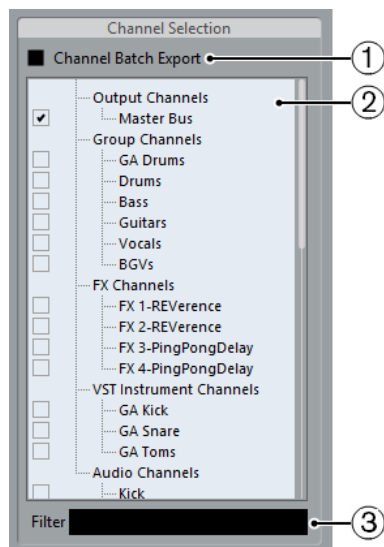 Channel Selection
Channel Batch Export
1
Output Channels
2
Master Bus
Group Channels
GA Drums
Drums
Bass
Guitars
Vocals
BGVs
FX Channels
FX 1-REVerence
FX 2-REVerence
FX 3-PingPongDelay
FX 4-PingPongDelay
VST Instrument Channels
GA Kick
GA Snare
GA Toms
Audio Channels
Kick
Filter
3